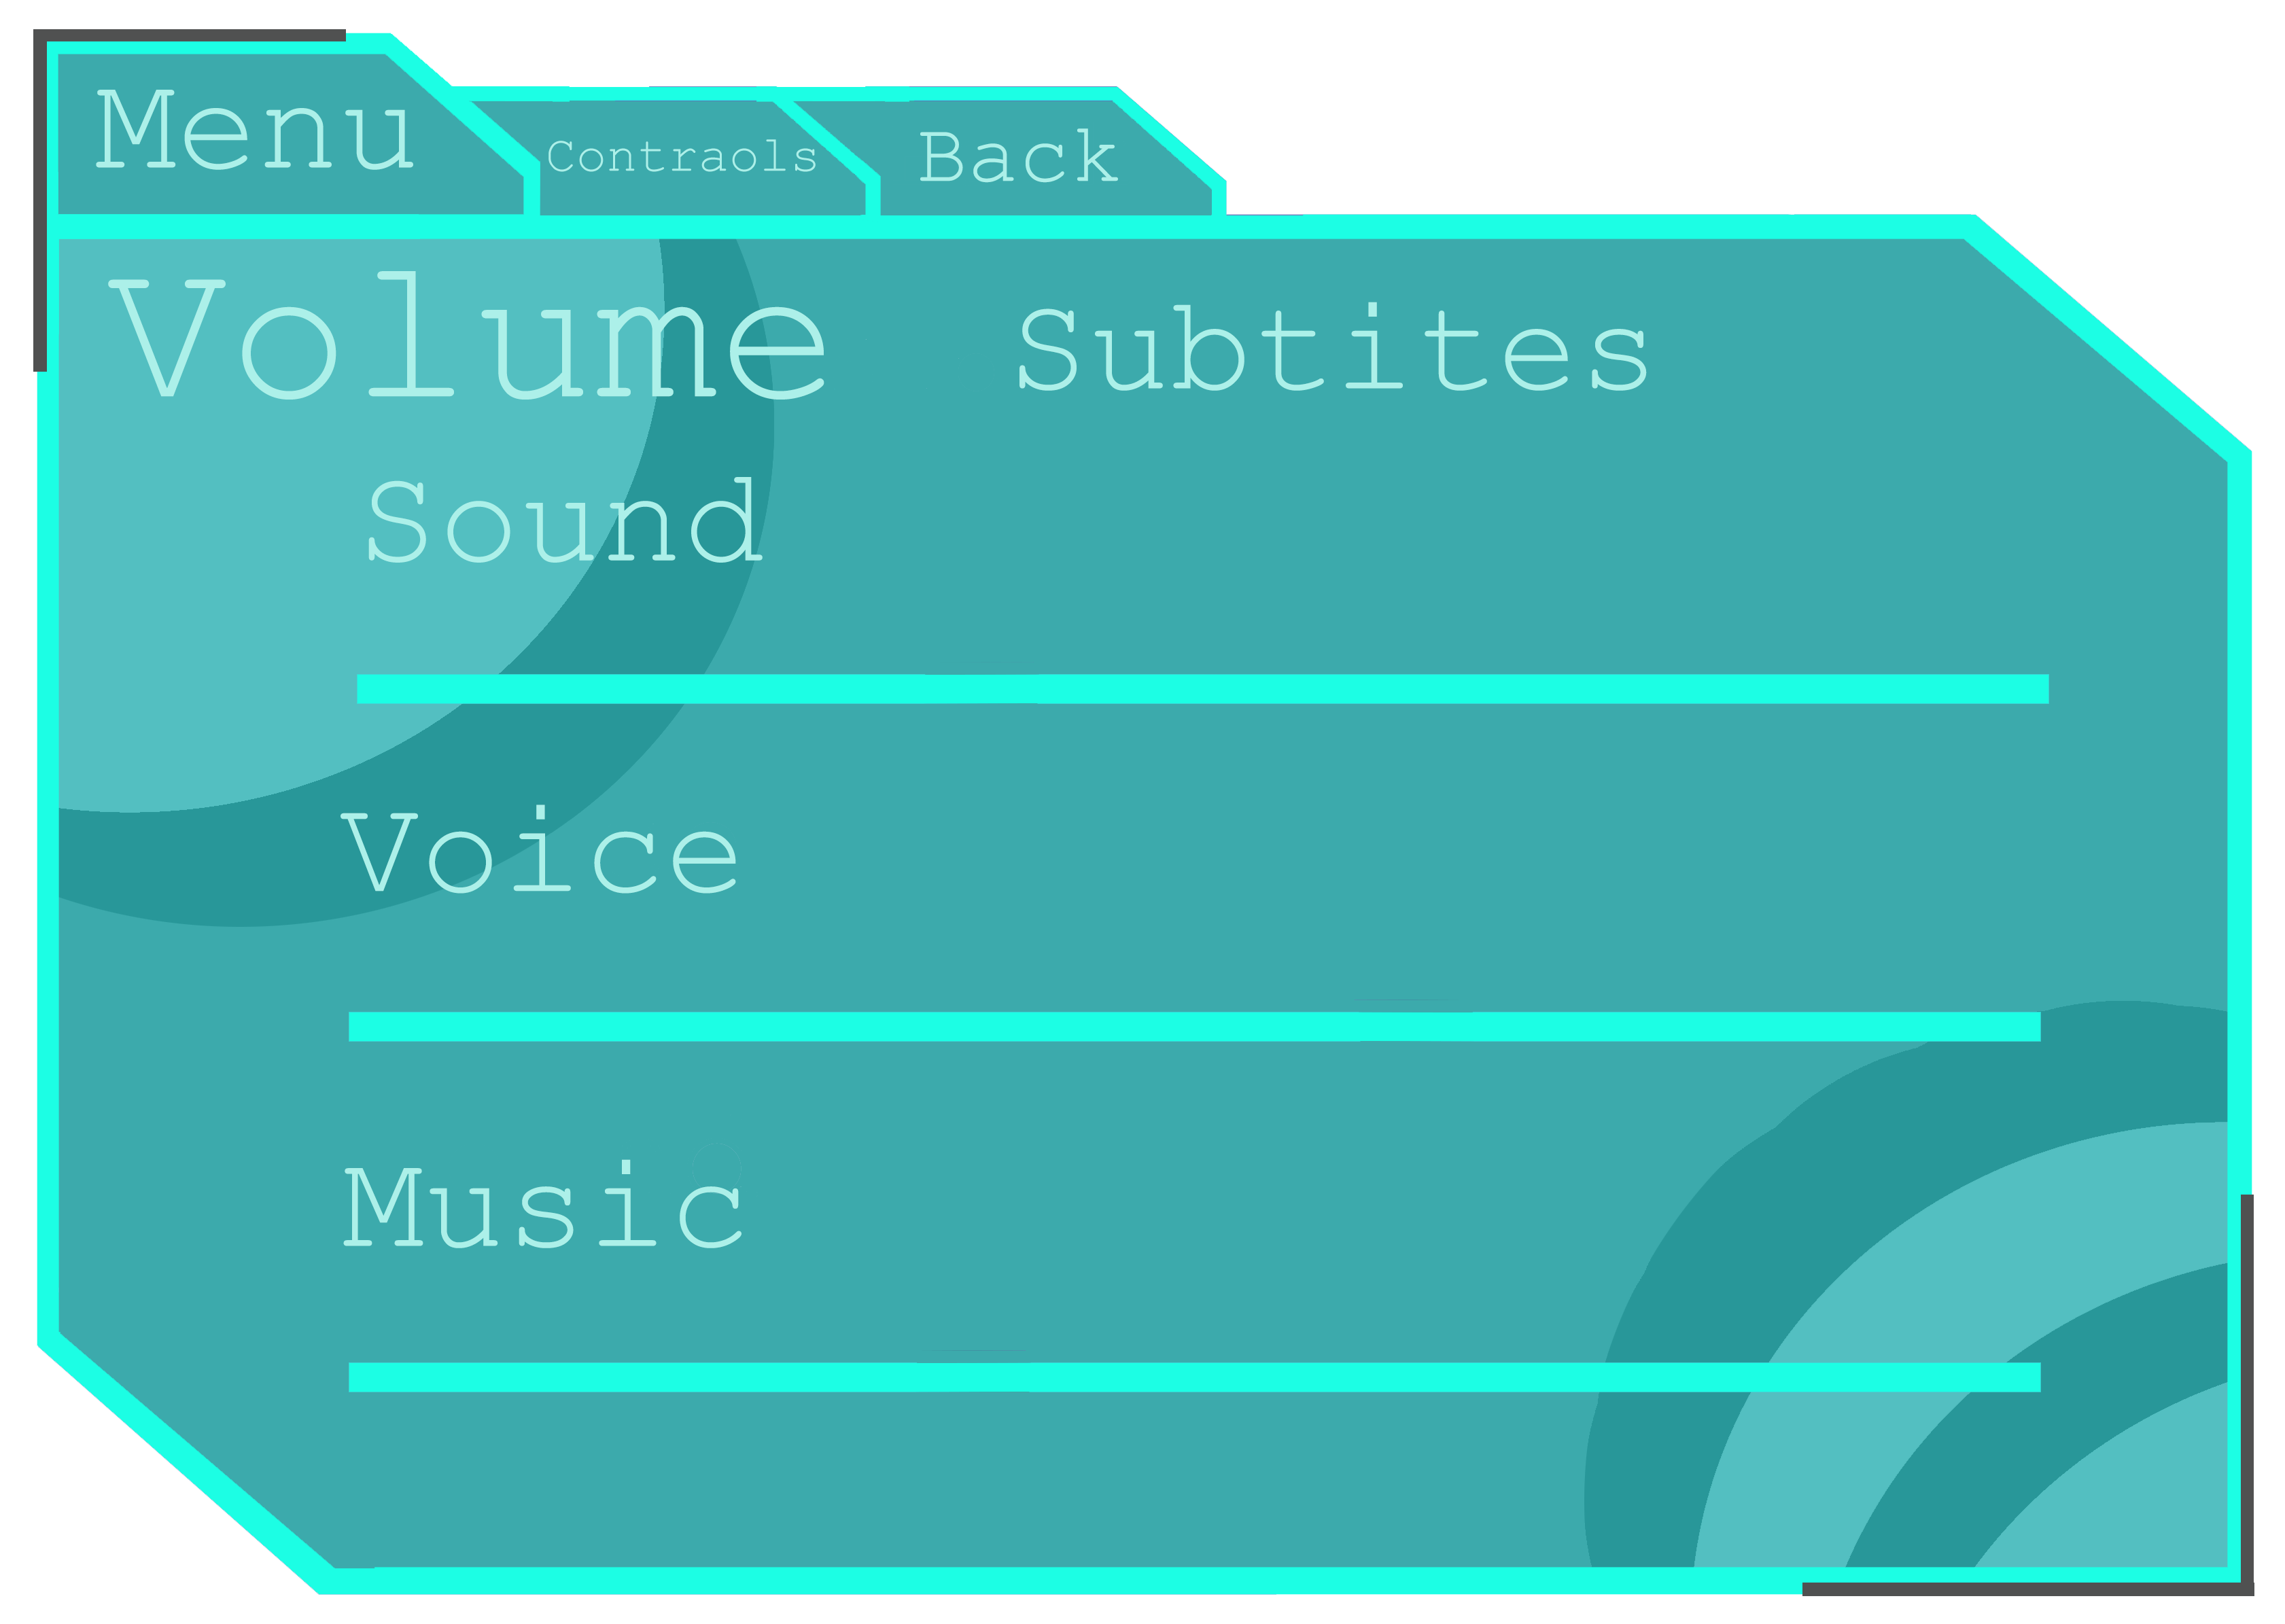 Menu Contraols Back
Volume Subtites
Sound
Voice
Music